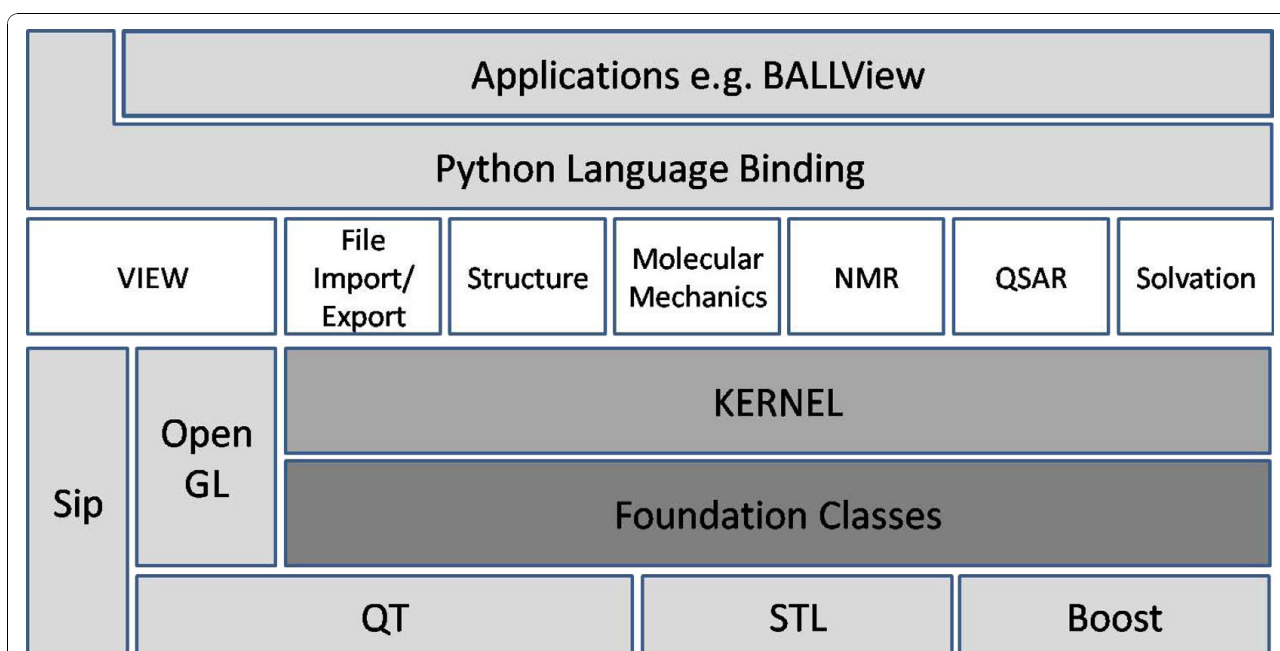 Applications e.g. BALLView
Python Language Binding
VIEW
File
Import/
Export
Structure
Molecular
Mechanics
NMR
QSAR
Solvation
Sip
Open
GL
KERNEL
Foundation Classes
QT
STL
Boost